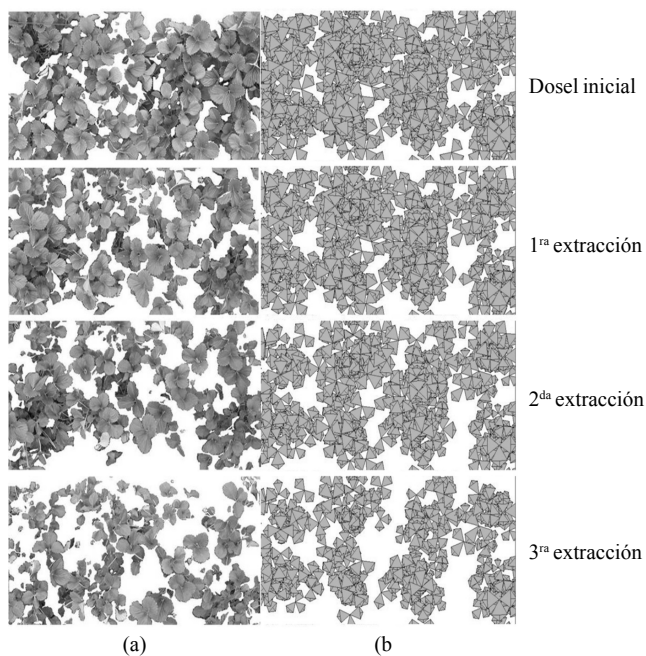 Dosel inicial
1ra extracción
2da extracción
3ra extracción
(a)
(b)